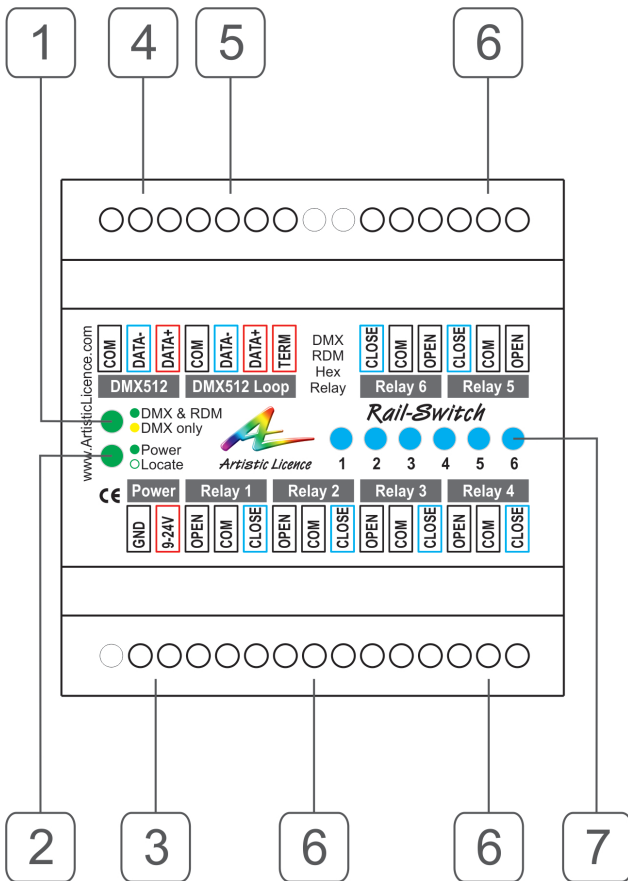 1 4 5 6
www.ArtisticLicence.com
COM DATA- DATA+ COM DATA- DATA+ TERM
DMX512 DMX512 Loop
DMX
RDM
Hex
Relay
CLOSE COM OPEN CLOSE COM OPEN
Relay 6 Relay 5
DMX & RDM
DMX only
Power
Locate
Artistic Licence
Rail-Switch
1 2 3 4 5 6
CE Power Relay 1 Relay 2 Relay 3 Relay 4
GND 9-24V OPEN COM CLOSE OPEN COM CLOSE OPEN COM CLOSE OPEN COM CLOSE
2 3 6 6 7